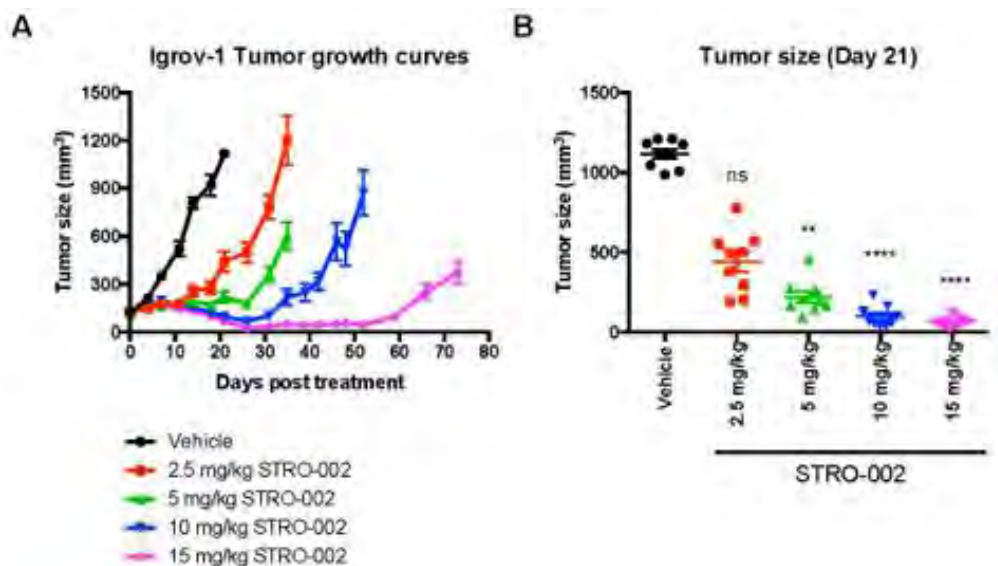 A
Igrov-1 Tumor growth curves
Tumor size (mm³)
1500
1200
900
600
300
0
0 10 20 30 40 50 60 70 80
Days post treatment
Vehicle
2.5 mg/kg STRO-002
5 mg/kg STRO-002
10 mg/kg STRO-002
15 mg/kg STRO-002
B
Tumor size (Day 21)
Tumor size (mm³)
1500
1000
500
0
ns
**
****
****
Vehicle
2.5 mg/kg
5 mg/kg
10 mg/kg
15 mg/kg
STRO-002